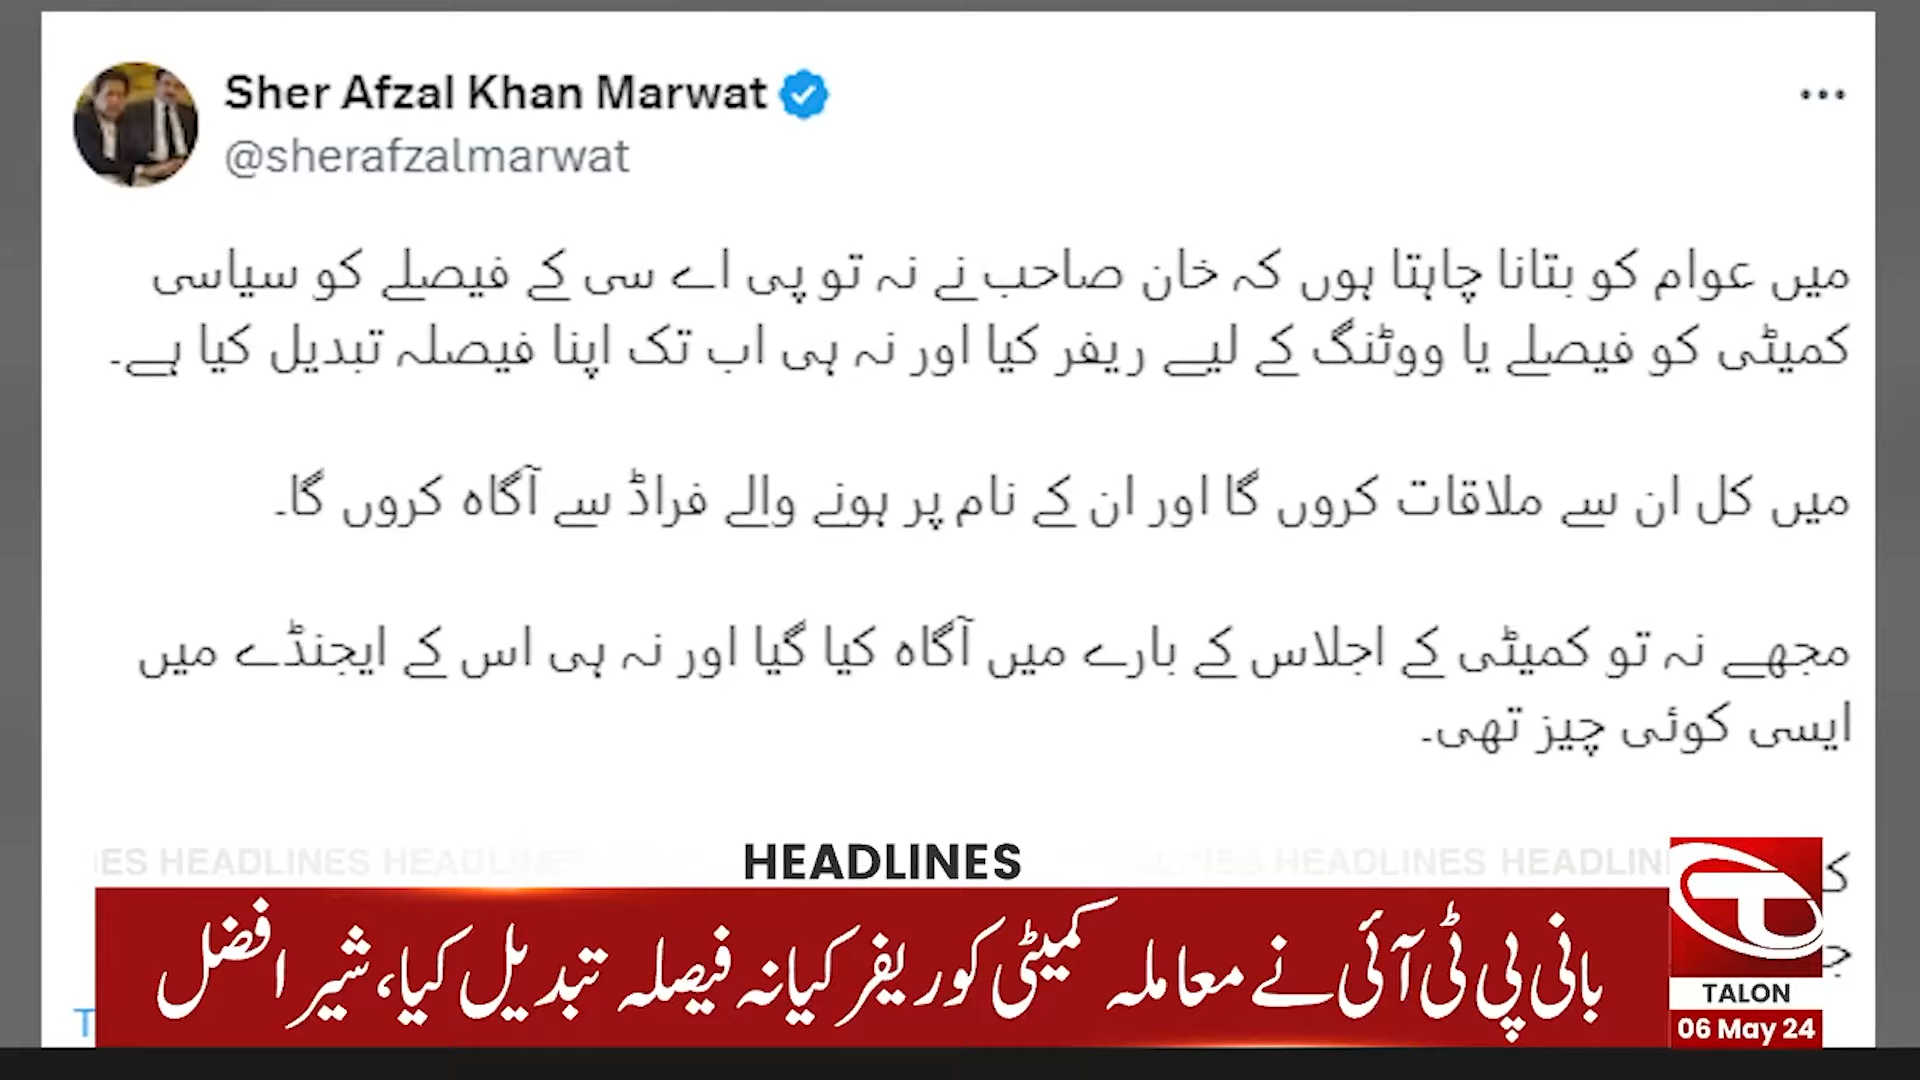 Sher Afzal Khan Marwat
@sherafzalmarwat
میں عوام کو بتانا چاہتا ہوں کہ خان صاحب نے نہ تو پی اے سی کے فیصلے کو سیاسی
کمیٹی کو فیصلے یا ووٹنگ کے لیے ریفر کیا اور نہ ہی اب تک اپنا فیصلہ تبدیل کیا ہے۔
میں کل ان سے ملاقات کروں گا اور ان کے نام پر ہونے والے فراڈ سے آگاہ کروں گا۔
مجھے نہ تو کمیٹی کے اجلاس کے بارے میں آگاہ کیا گیا اور نہ ہی اس کے ایجنڈے میں
ایسی کوئی چیز تھی۔
HEADLINES HEADLINES
HEADLINES
HEADLINES
بانی پی ٹی آئی نے معاملہ کمیٹی کو ریفر کیا نہ فیصلہ تبدیل کیا، شیر افضل
TALON
06 May 24